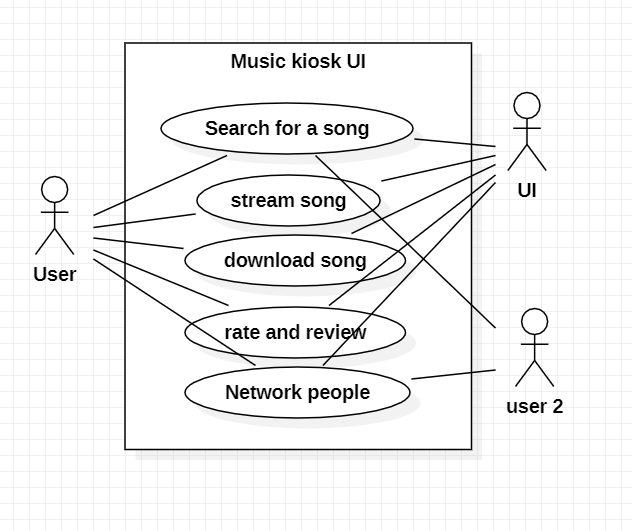 Music kiosk UI
Search for a song
stream song
download song
rate and review
Network people
User
UI
user 2